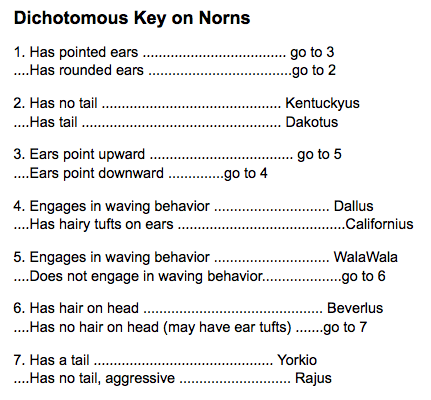 Dichotomous Key on Norns
1. Has pointed ears ................................... go to 3
....Has rounded ears ....................................go to 2
2. Has no tail ............................................. Kentuckyus
....Has tail .................................................. Dakotus
3. Ears point upward .................................... go to 5
....Ears point downward ..............go to 4
4. Engages in waving behavior ............................. Dallus
....Has hairy tufts on ears ..........................................Californius
5. Engages in waving behavior ............................. WalaWala
....Does not engage in waving behavior....................go to 6
6. Has hair on head ............................................. Beverlus
....Has no hair on head (may have ear tufts) .......go to 7
7. Has a tail ............................................. Yorkio
....Has no tail, aggressive ............................ Rajus